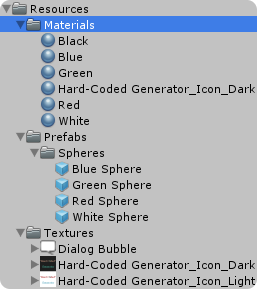 Resources
Materials
Black
Blue
Green
Hard-Coded Generator_Icon_Dark
Red
White
Prefabs
Spheres
Blue Sphere
Green Sphere
Red Sphere
White Sphere
Textures
Dialog Bubble
Hard-Coded Generator_Icon_Dark
Hard-Coded Generator_Icon_Light